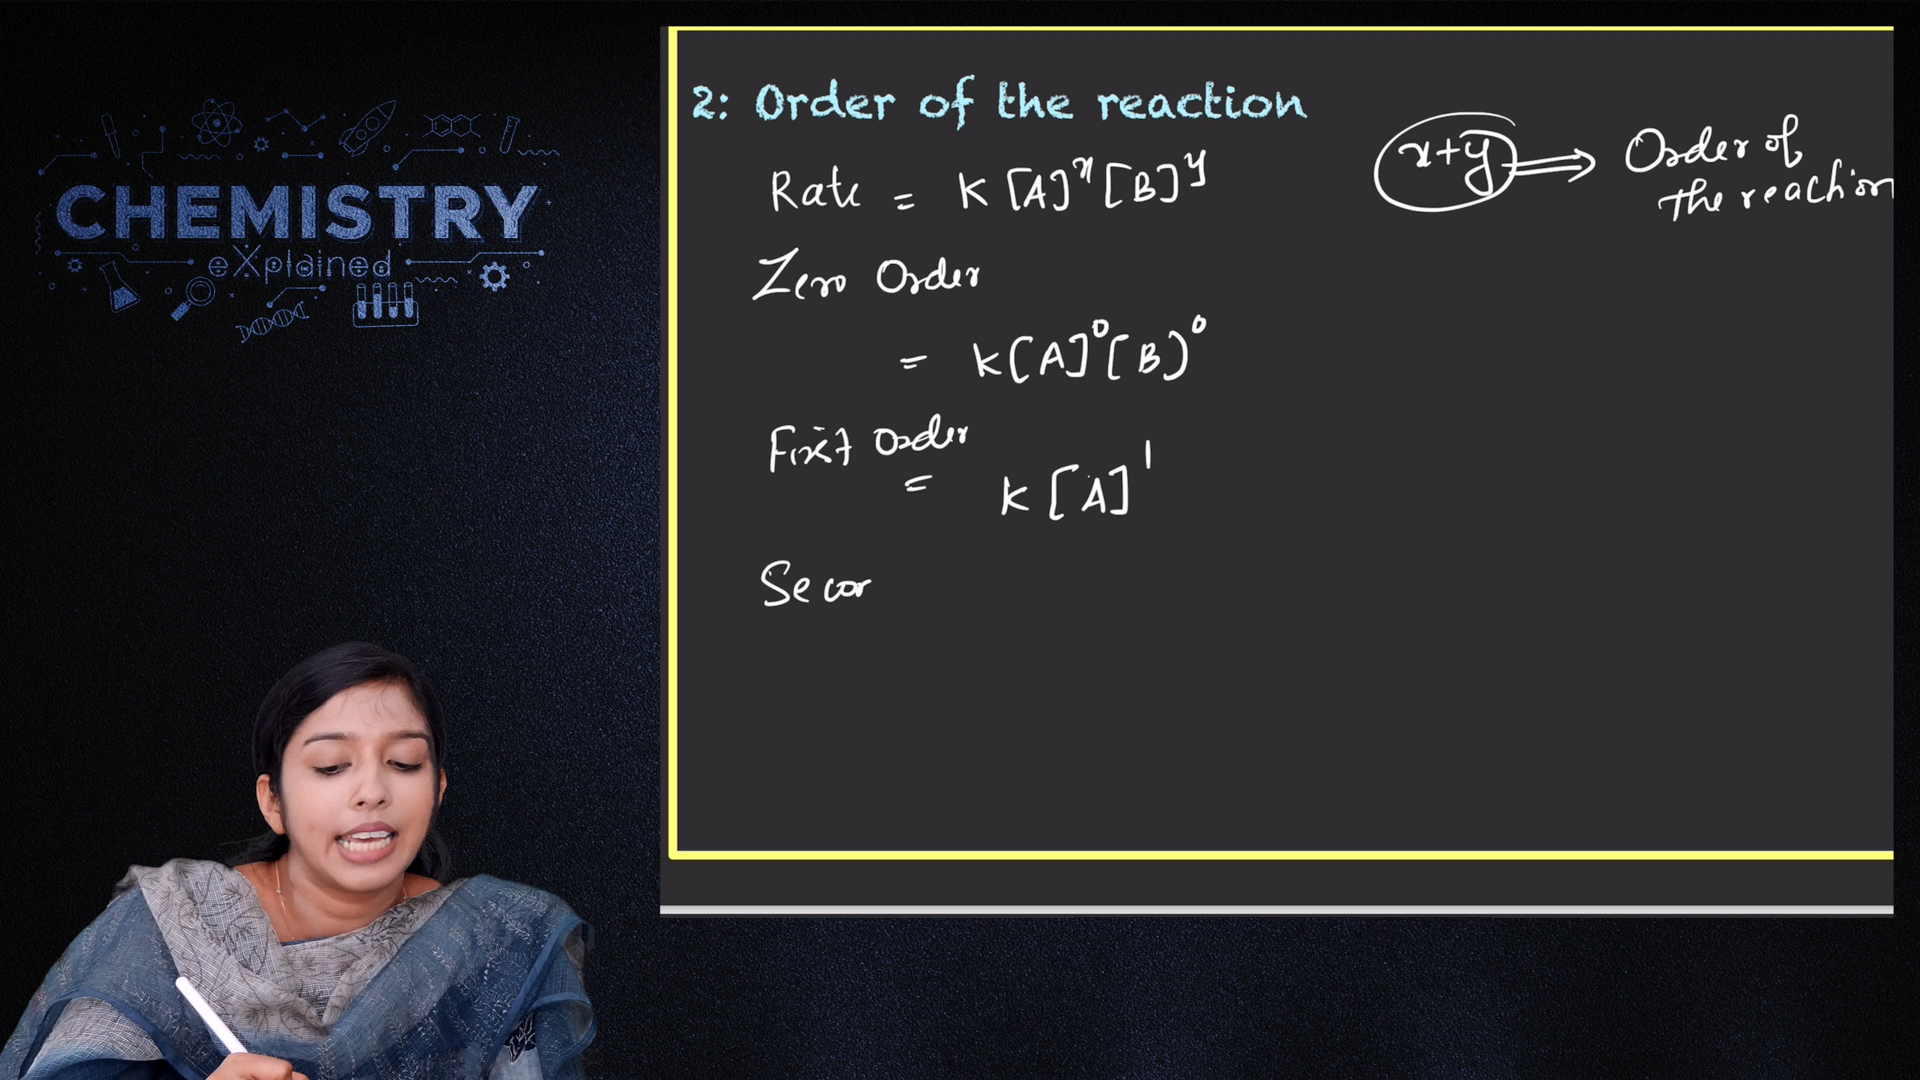 CHEMISTRY
eXplained
2: Order of the reaction
Rate = K [A]^x [B]^y
x+y ⟹ Order of
the reaction
Zero Order
= K [A]^0 [B)^0
First Order
= K [A]^1
Secon